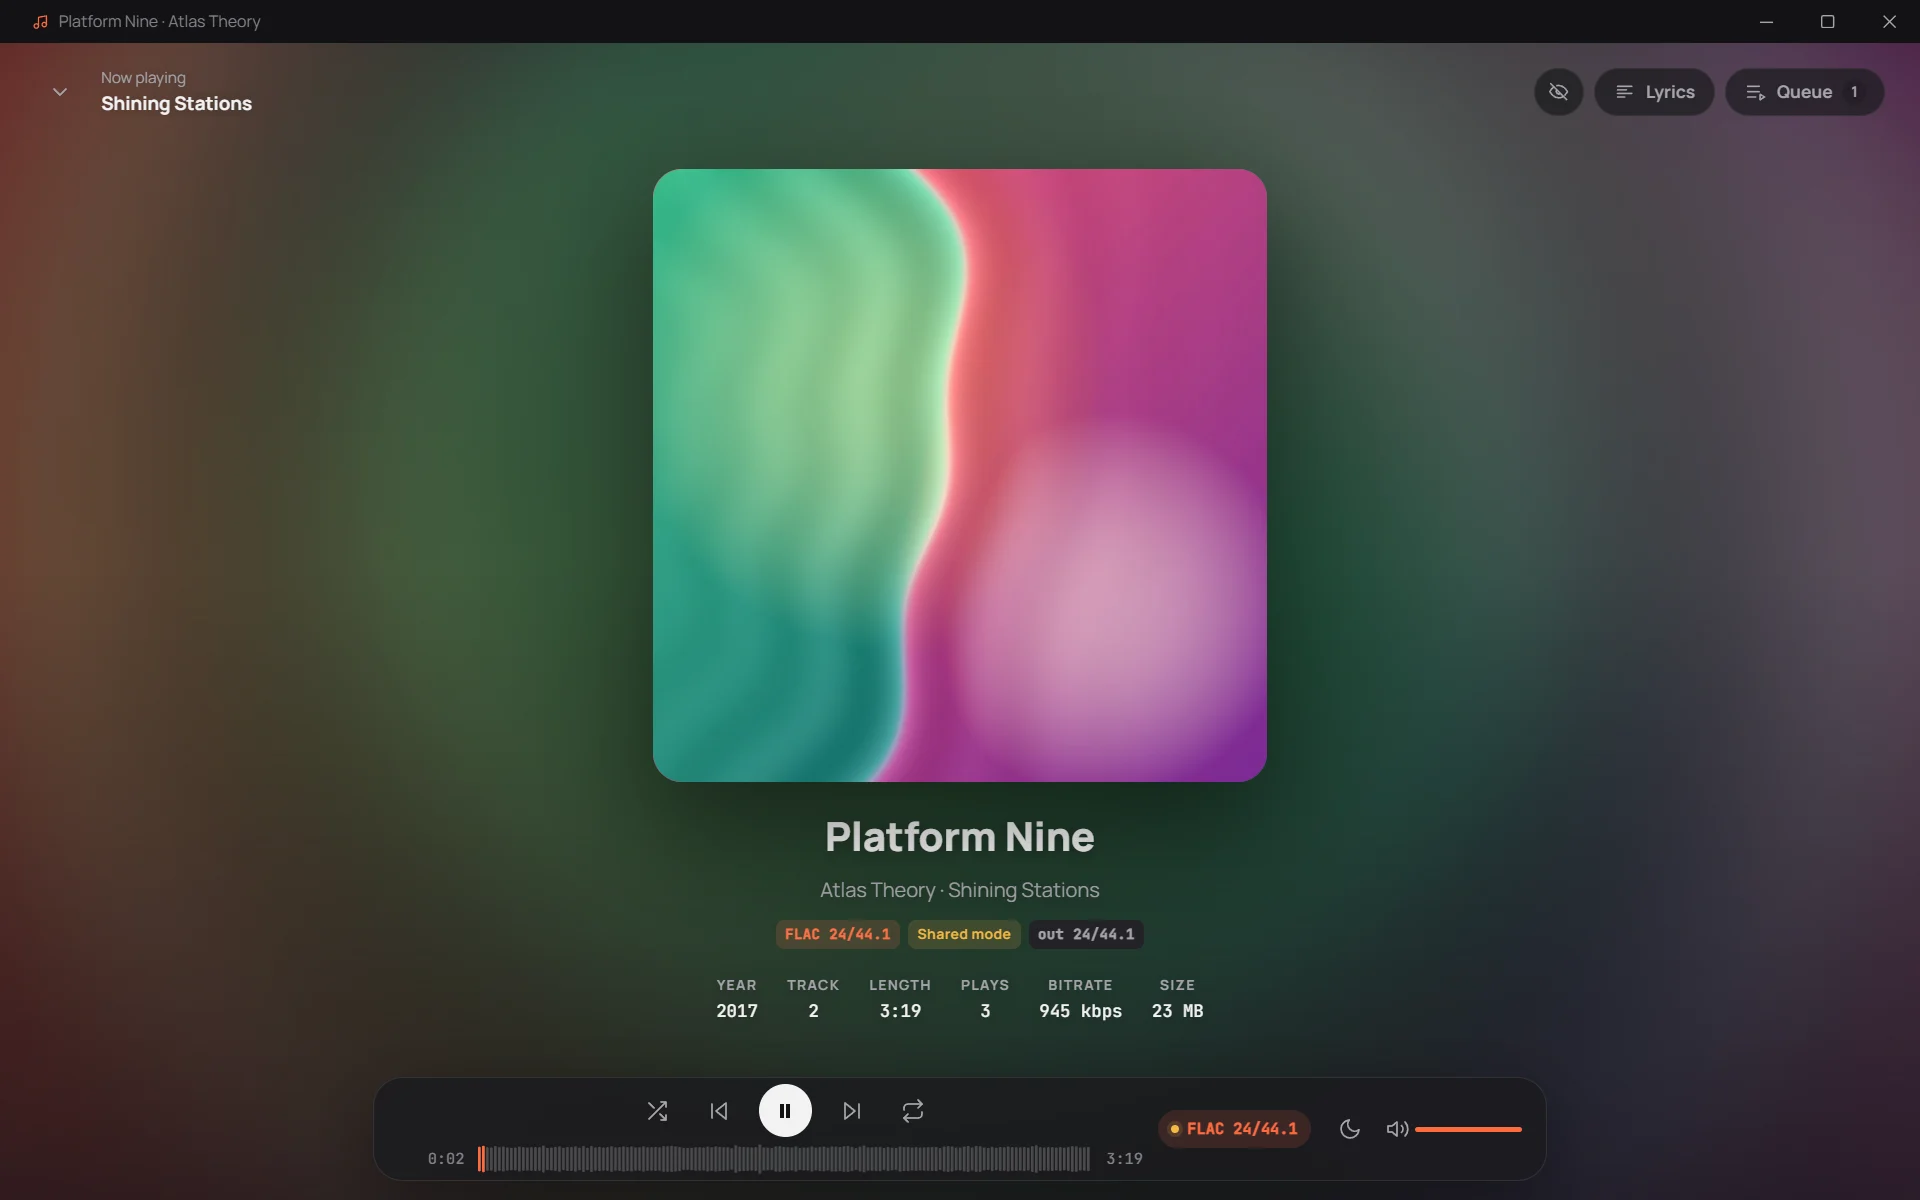 Platform Nine · Atlas Theory
Now playing
Shining Stations
Lyrics
Queue 1
Platform Nine
Atlas Theory · Shining Stations
FLAC 24/44.1 Shared mode out 24/44.1
YEAR TRACK LENGTH PLAYS BITRATE SIZE
2017 2 3:19 3 945 kbps 23 MB
FLAC 24/44.1
0:02 3:19